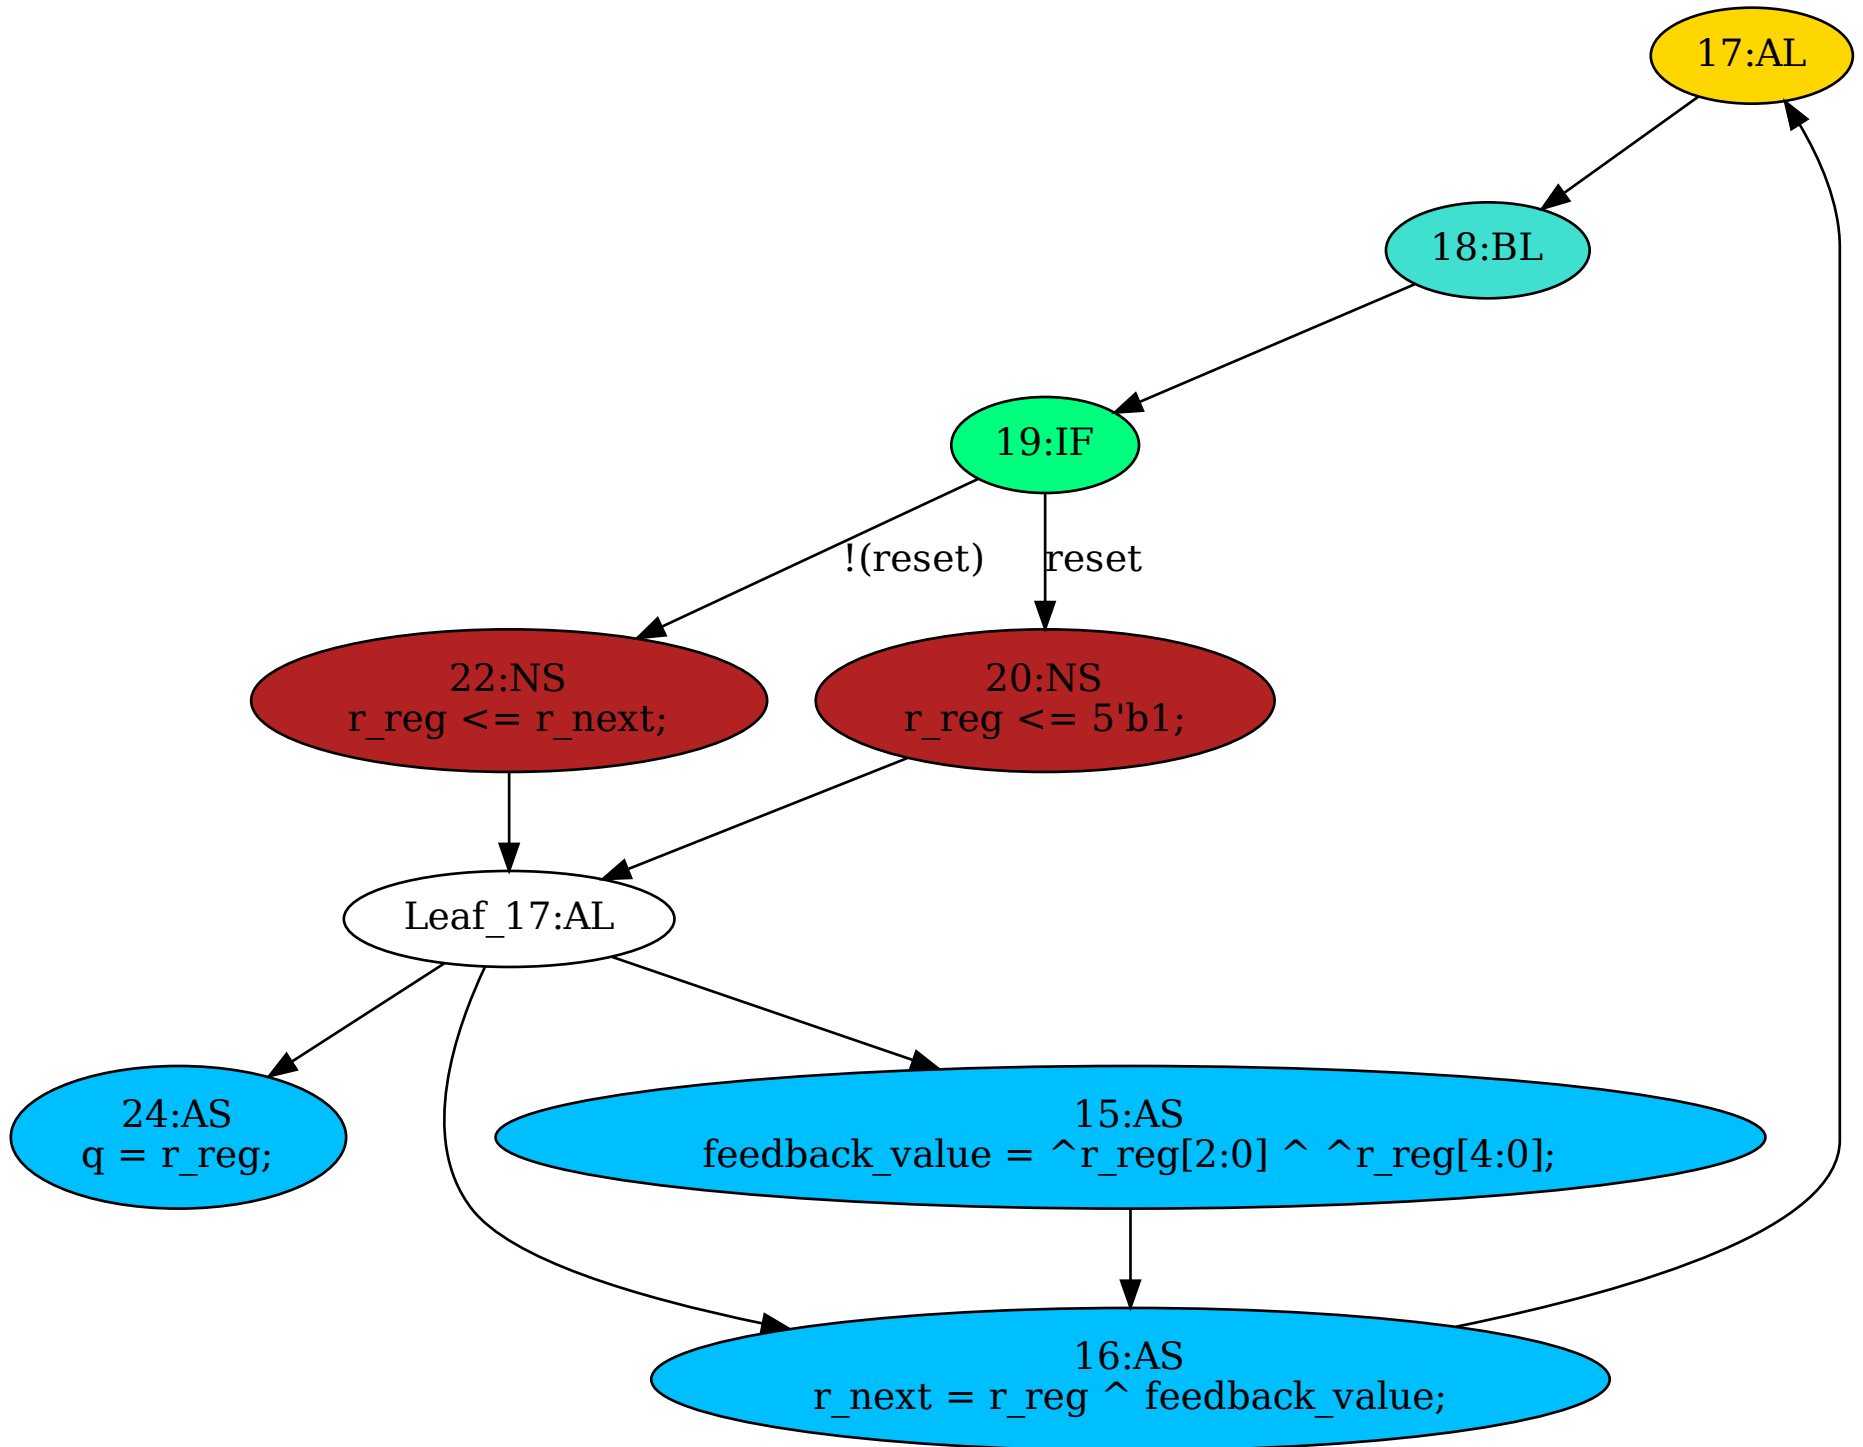 17:AL
18:BL
19:IF
!(reset)
reset
22:NS
r_reg <= r_next;
20:NS
r_reg <= 5'b1;
Leaf_17:AL
24:AS
q = r_reg;
15:AS
feedback_value = ^r_reg[2:0] ^ ^r_reg[4:0];
16:AS
r_next = r_reg ^ feedback_value;